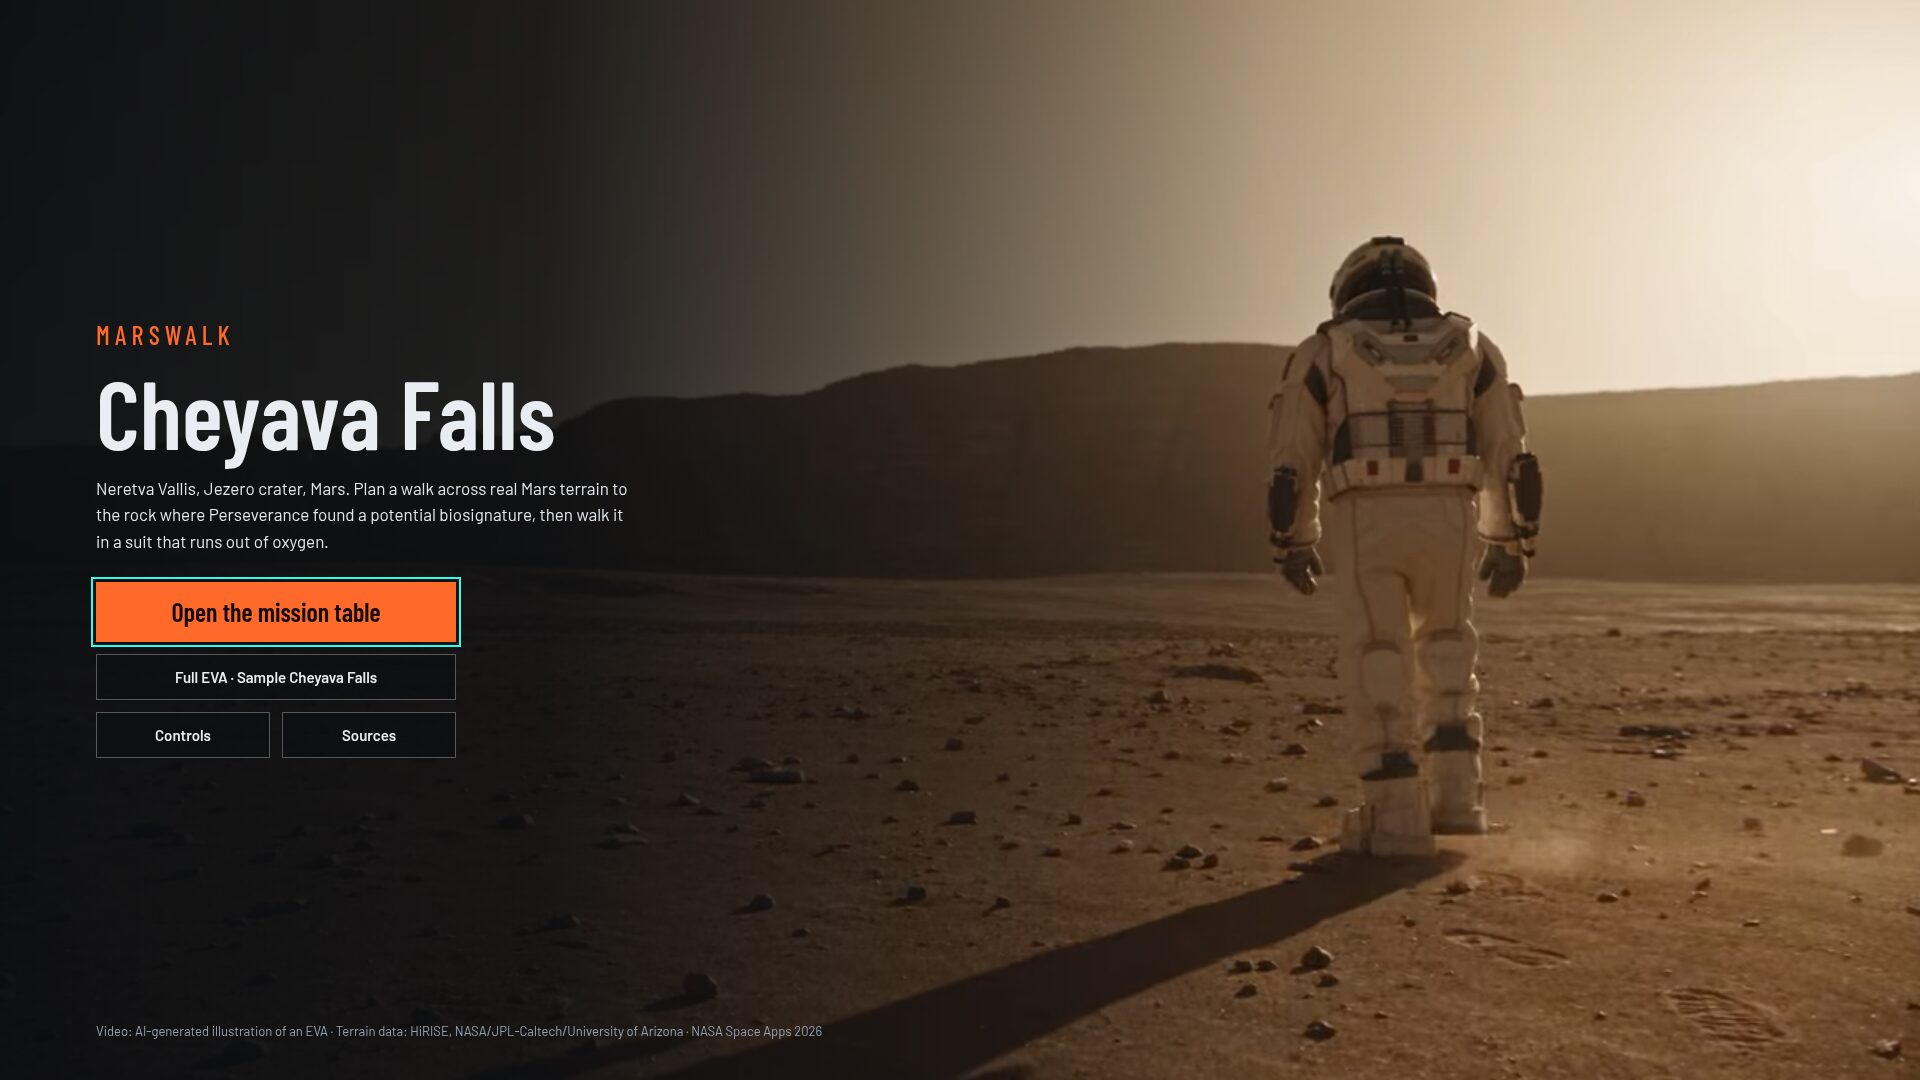 MARSWALK
Cheyava Falls
Neretva Vallis, Jezero crater, Mars. Plan a walk across real Mars terrain to
the rock where Perseverance found a potential biosignature, then walk it
in a suit that runs out of oxygen.
Open the mission table
Full EVA · Sample Cheyava Falls
Controls
Sources
Video: AI-generated illustration of an EVA · Terrain data: HiRISE, NASA/JPL-Caltech/University of Arizona · NASA Space Apps 2026